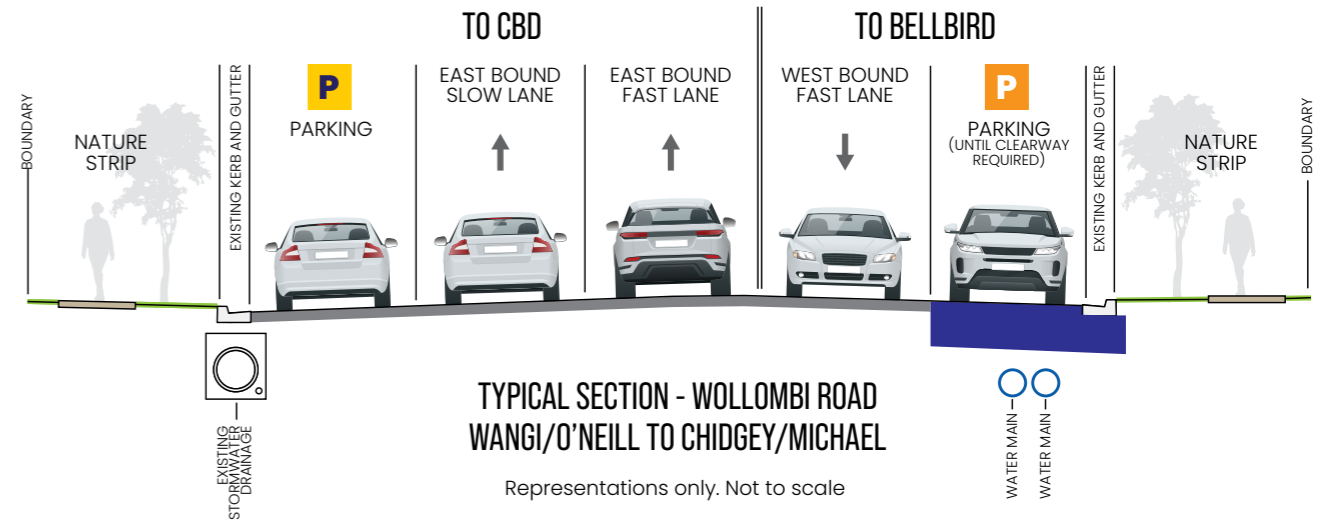 TO CBD
TO BELLBIRD
BOUNDARY
NATURE
STRIP
EXISTING KERB AND GUTTER
P
PARKING
EAST BOUND
SLOW LANE
EAST BOUND
FAST LANE
WEST BOUND
FAST LANE
P
PARKING
(UNTIL CLEARWAY
REQUIRED)
EXISTING KERB AND GUTTER
NATURE
STRIP
BOUNDARY
EXISTING
STORMWATER
DRAINAGE
TYPICAL SECTION - WOLLOMBI ROAD
WANGI/O'NEILL TO CHIDGEY/MICHAEL
Representations only. Not to scale
WATER MAIN
WATER MAIN